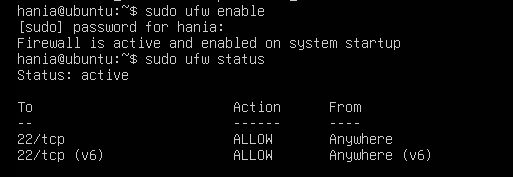 hania@ubuntu:~$ sudo ufw enable
[sudo] password for hania:
Firewall is active and enabled on system startup
hania@ubuntu:~$ sudo ufw status
Status: active
To Action From
-- ------ ----
22/tcp ALLOW Anywhere
22/tcp (v6) ALLOW Anywhere (v6)